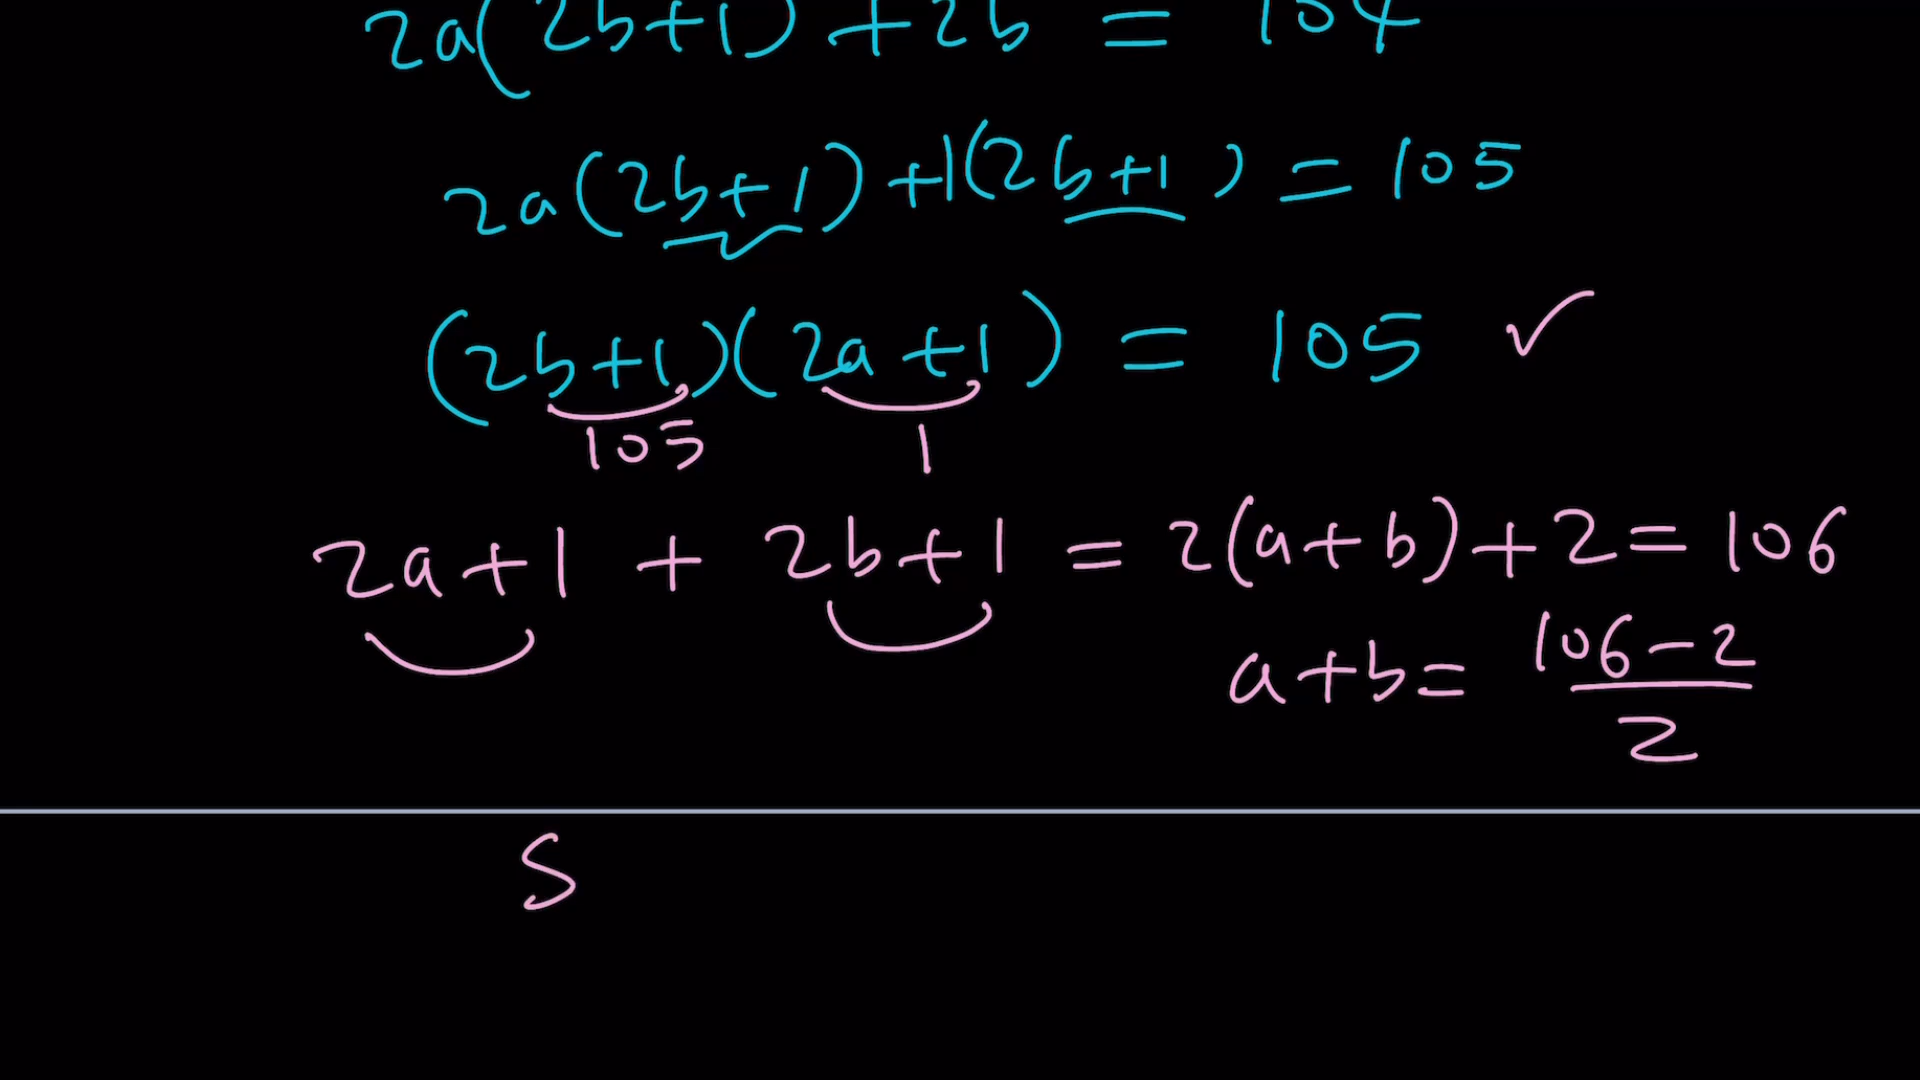 2a(2b+1)+2b = 104
2a(2b+1)+1(2b+1) = 105
(2b+1)(2a+1) = 105 ✓
105 1
2a+1 + 2b+1 = 2(a+b)+2 = 106
a+b = (106-2)/2
S